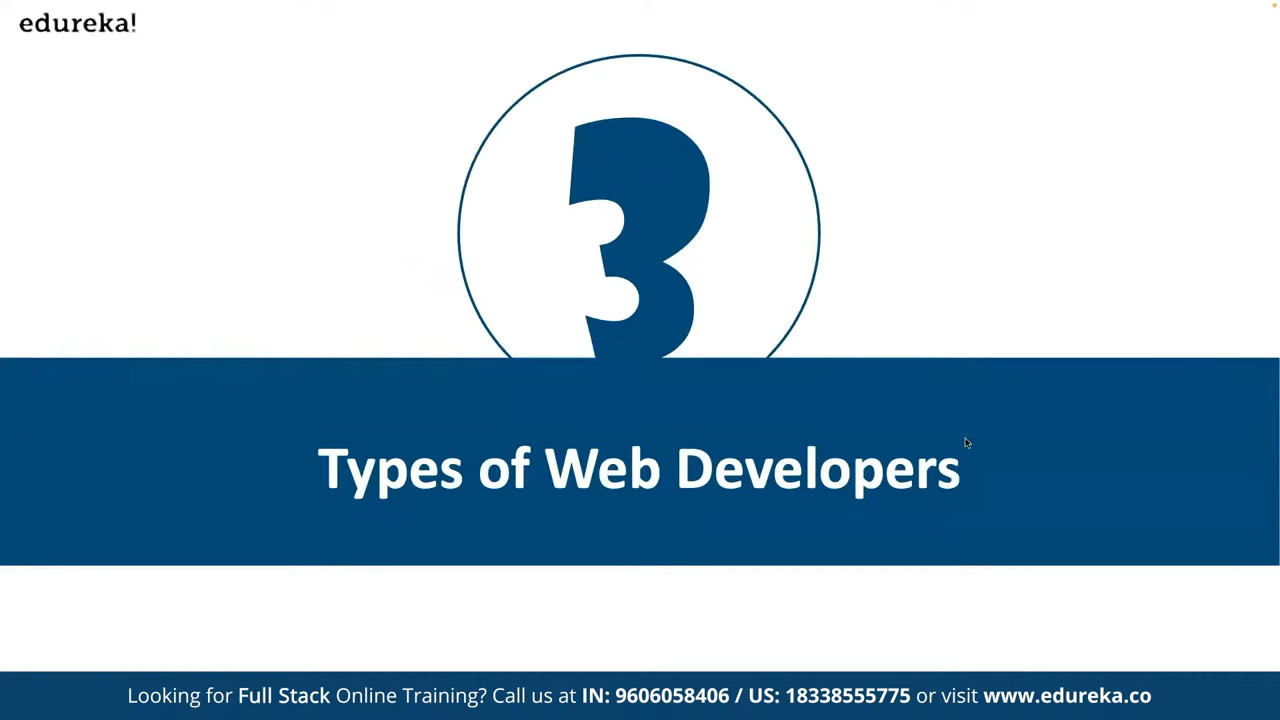 edureka!
3
Types of Web Developers
Looking for Full Stack Online Training? Call us at IN: 9606058406 / US: 18338555775 or visit www.edureka.co